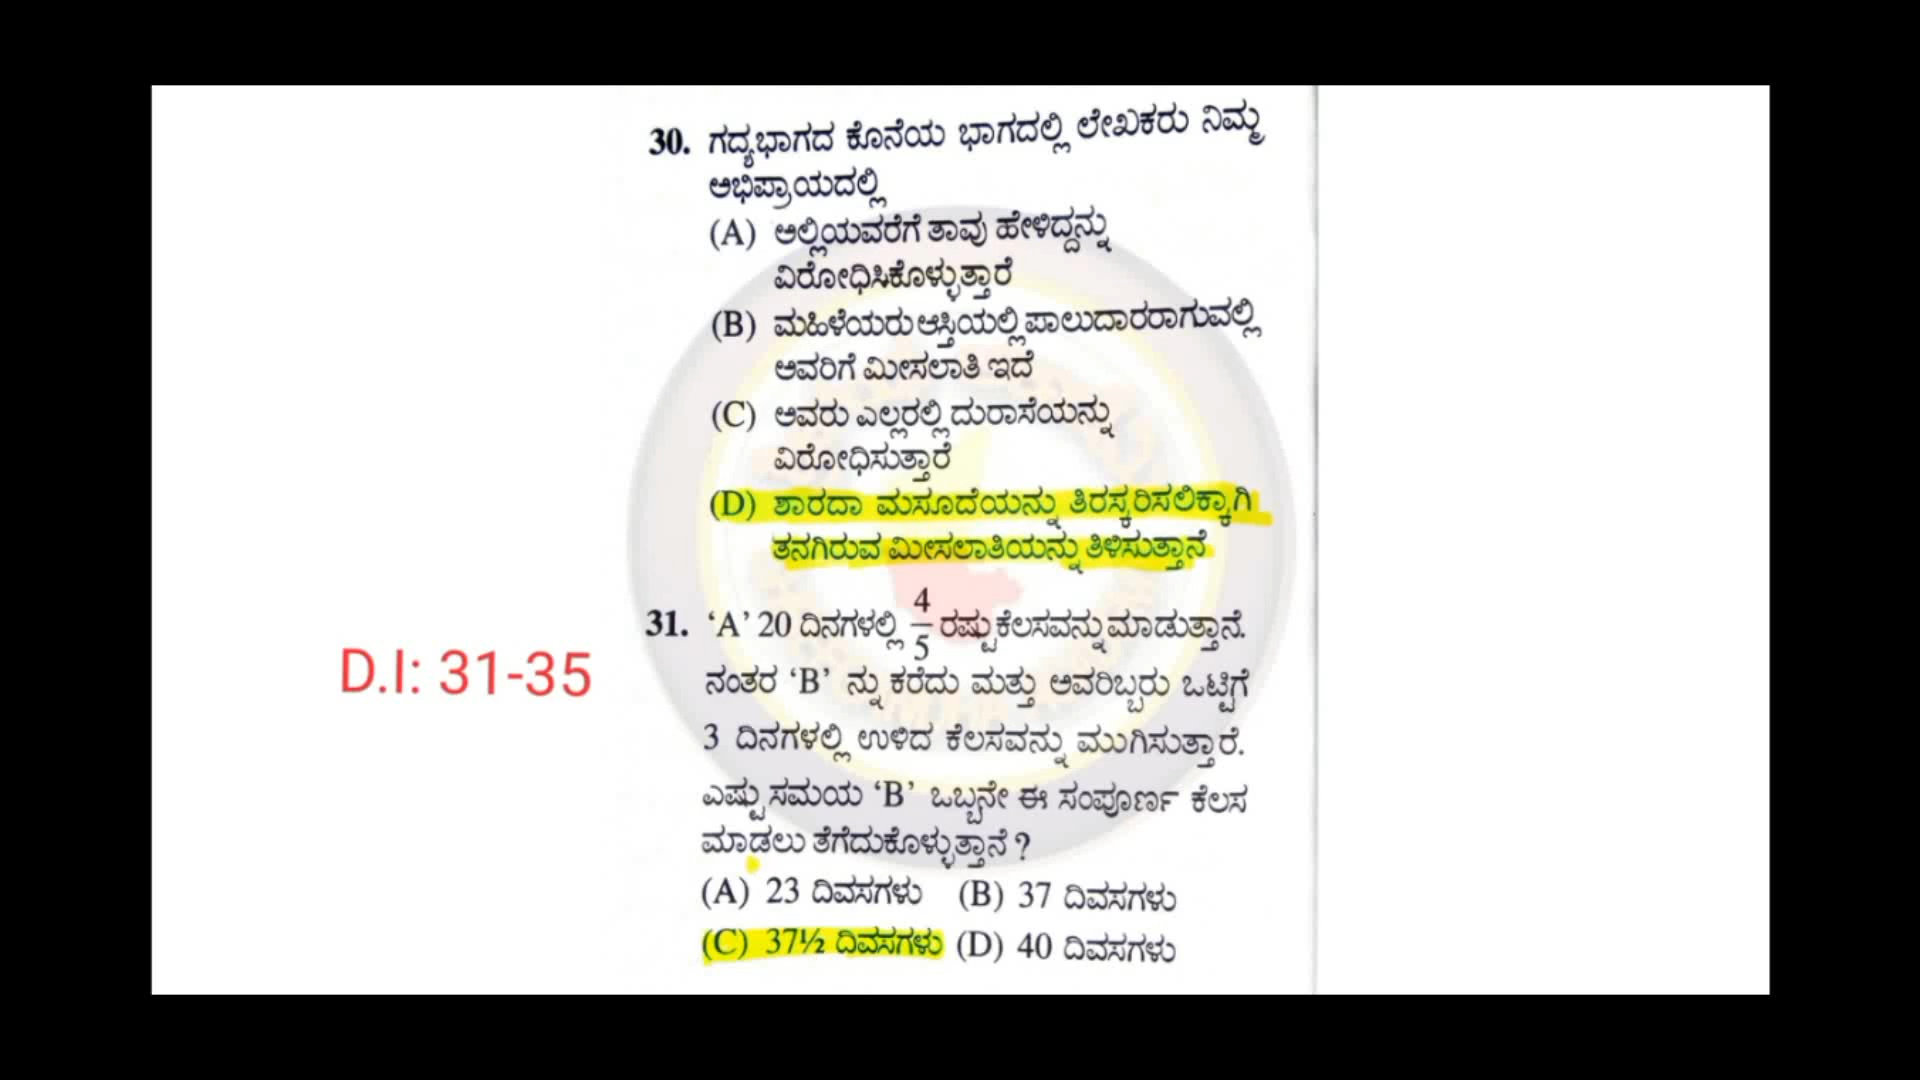 30. ಗದ್ಯಭಾಗದ ಕೊನೆಯ ಭಾಗದಲ್ಲಿ ಲೇಖಕರು ನಿಮ್ಮ
ಅಭಿಪ್ರಾಯದಲ್ಲಿ
(A) ಅಲ್ಲಿಯವರೆಗೆ ತಾವು ಹೇಳಿದ್ದನ್ನು
ವಿರೋಧಿಸಿಕೊಳ್ಳುತ್ತಾರೆ
(B) ಮಹಿಳೆಯರು ಆಸ್ತಿಯಲ್ಲಿ ಪಾಲುದಾರರಾಗುವಲ್ಲಿ
ಅವರಿಗೆ ಮೀಸಲಾತಿ ಇದೆ
(C) ಅವರು ಎಲ್ಲರಲ್ಲಿ ದುರಾಸೆಯನ್ನು
ವಿರೋಧಿಸುತ್ತಾರೆ
(D) ಶಾರದಾ ಮಸೂದೆಯನ್ನು ತಿರಸ್ಕರಿಸಲಿಕ್ಕಾಗಿ
ತನಗಿರುವ ಮೀಸಲಾತಿಯನ್ನು ತಿಳಿಸುತ್ತಾನೆ
D.I: 31-35
31. ‘A’ 20 ದಿನಗಳಲ್ಲಿ 4/5 ರಷ್ಟು ಕೆಲಸವನ್ನು ಮಾಡುತ್ತಾನೆ.
ನಂತರ ‘B’ ನ್ನು ಕರೆದು ಮತ್ತು ಅವರಿಬ್ಬರು ಒಟ್ಟಿಗೆ
3 ದಿನಗಳಲ್ಲಿ ಉಳಿದ ಕೆಲಸವನ್ನು ಮುಗಿಸುತ್ತಾರೆ.
ಎಷ್ಟು ಸಮಯ ‘B’ ಒಬ್ಬನೇ ಈ ಸಂಪೂರ್ಣ ಕೆಲಸ
ಮಾಡಲು ತೆಗೆದುಕೊಳ್ಳುತ್ತಾನೆ ?
(A) 23 ದಿವಸಗಳು (B) 37 ದಿವಸಗಳು
(C) 37½ ದಿವಸಗಳು (D) 40 ದಿವಸಗಳು